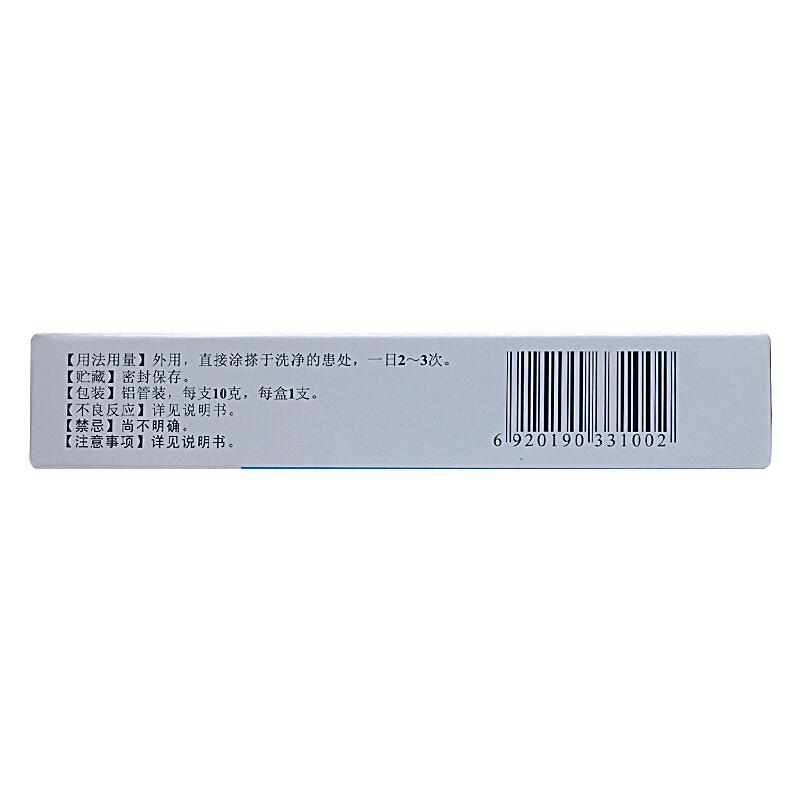 【用法用量】外用，直接涂搽于洗净的患处，一日2～3次。
【贮藏】密封保存。
【包装】铝管装，每支10克，每盒1支。
【不良反应】详见说明书。
【禁忌】尚不明确。
【注意事项】详见说明书。
6 920190 331002